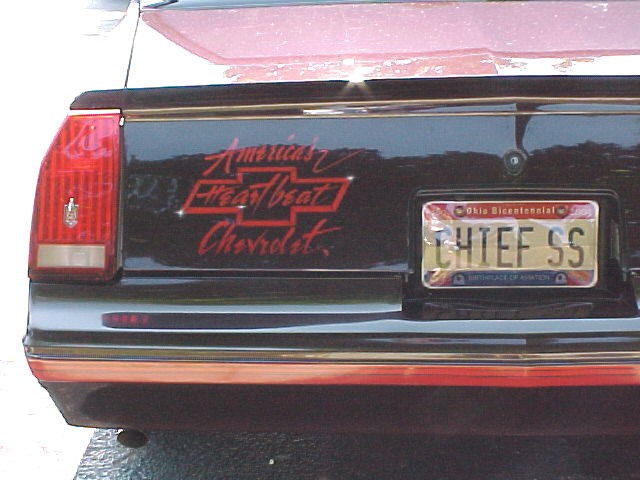 America's
Heartbeat
Chevrolet.
Ohio Bicentennial
CHIEF SS
BIRTHPLACE OF AVIATION